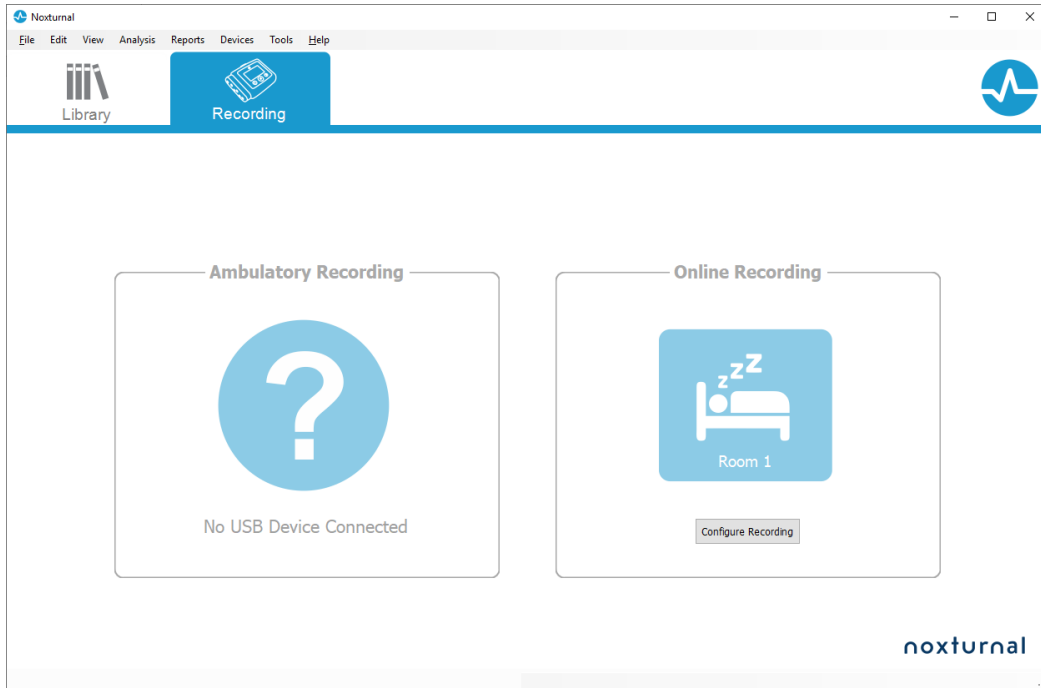 Noxturnal
File Edit View Analysis Reports Devices Tools Help
Library
Recording
Ambulatory Recording
No USB Device Connected
Online Recording
zzZ
Room 1
Configure Recording
noxturnal